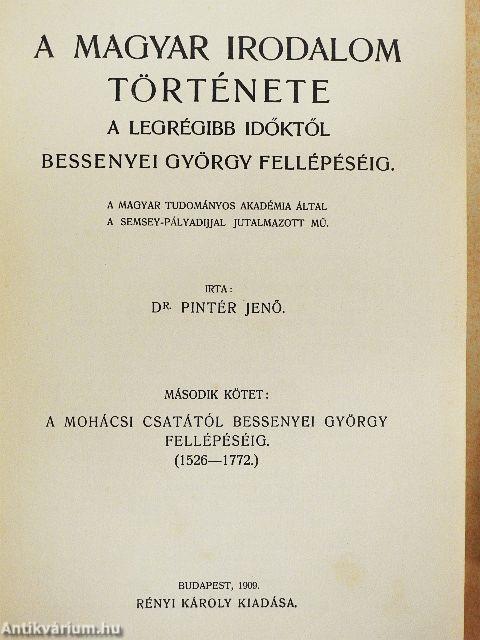 A MAGYAR IRODALOM
TÖRTÉNETE
A LEGRÉGIBB IDŐKTŐL
BESSENYEI GYÖRGY FELLÉPÉSÉIG.
A MAGYAR TUDOMÁNYOS AKADÉMIA ÁLTAL
A SEMSEY-PÁLYADIJJAL JUTALMAZOTT MŰ.
IRTA:
DR. PINTÉR JENŐ.
MÁSODIK KÖTET:
A MOHÁCSI CSATÁTÓL BESSENYEI GYÖRGY
FELLÉPÉSÉIG.
(1526—1772.)
BUDAPEST, 1909.
RÉNYI KÁROLY KIADÁSA.
Antikvárium.hu